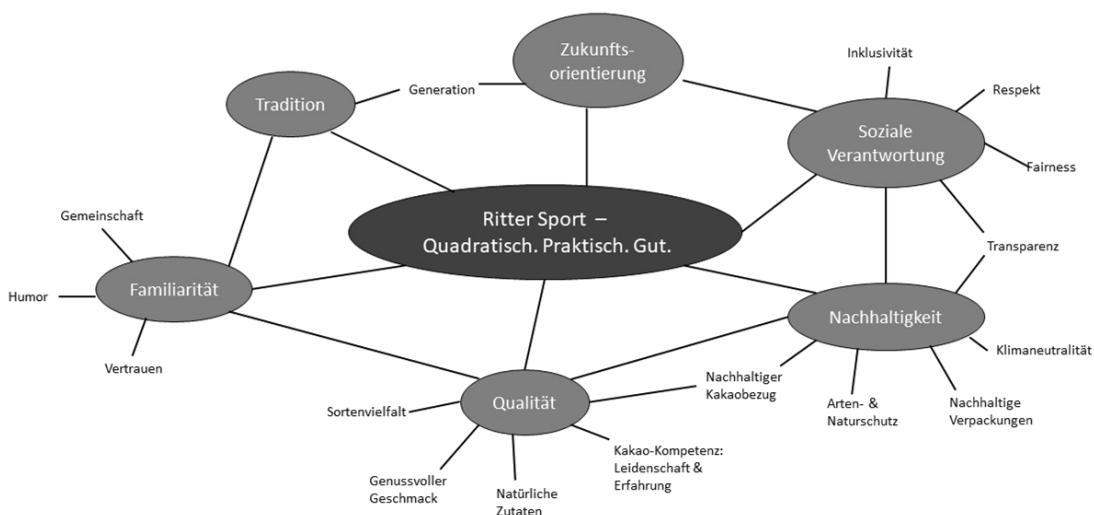 Zukunfts-
orientierung
Inklusivität
Tradition
Generation
Respekt
Soziale
Verantwortung
Fairness
Ritter Sport –
Quadratisch. Praktisch. Gut.
Gemeinschaft
Transparenz
Familiarität
Humor
Nachhaltigkeit
Vertrauen
Klimaneutralität
Nachhaltiger
Kakaobezug
Sortenvielfalt
Qualität
Arten- &
Naturschutz
Nachhaltige
Verpackungen
Kakao-Kompetenz:
Leidenschaft &
Erfahrung
Genussvoller
Geschmack
Natürliche
Zutaten